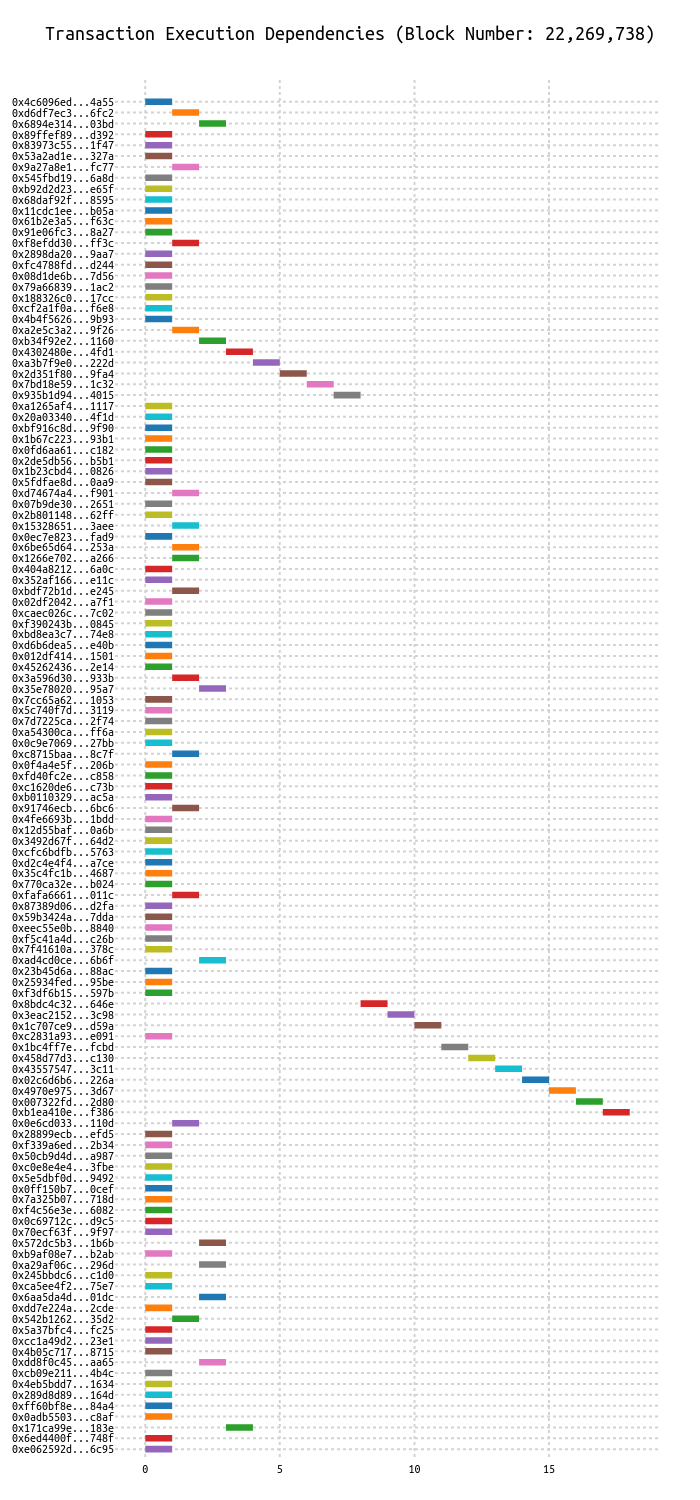 Transaction Execution Dependencies (Block Number: 22,269,738)
0x4c6096ed...4a55
0xd6df7ec3...6fc2
0x6894e314...03bd
0x89ffef89...d392
0x83973c55...1f47
0x53a2ad1e...327a
0x9a27a8e1...fc77
0x545fbd19...6a8d
0xb92d2d23...e65f
0x68daf92f...8595
0x11cdc1ee...b05a
0x61b2e3a5...f63c
0x91e06fc3...8a27
0xf8efdd30...ff3c
0x2898da20...9aa7
0xfc4788fd...d244
0x08d1de6b...7d56
0x79a66839...1ac2
0x188326c0...17cc
0xcf2a1f0a...f6e8
0x4b4f5626...9b93
0xa2e5c3a2...9f26
0xb34f92e2...1160
0x4302480e...4fd1
0xa3b7f9e0...222d
0x2d351f80...9fa4
0x7bd18e59...1c32
0x935b1d94...4015
0xa1265af4...1117
0x20a03340...4f1d
0xbf916c8d...9f90
0x1b67c223...93b1
0x0fd6aa61...c182
0x2de5db56...b5b1
0x1b23cbd4...0826
0x5fdfae8d...0aa9
0xd74674a4...f901
0x07b9de30...2651
0x2b801148...62ff
0x15328651...3aee
0x0ec7e823...fad9
0x6be65d64...253a
0x1266e702...a266
0x404a8212...6a0c
0x352af166...e11c
0xbdf72b1d...e245
0x02df2042...a7f1
0xcaec026c...7c02
0xf390243b...0845
0xbd8ea3c7...74e8
0xd6b6dea5...e40b
0x012df414...1501
0x45262436...2e14
0x3a596d30...933b
0x35e78020...95a7
0x7cc65a62...1053
0x5c740f7d...3119
0x7d7225ca...2f74
0xa54300ca...ff6a
0x0c9e7069...27bb
0xc8715baa...8c7f
0x0f4a4e5f...206b
0xfd40fc2e...c858
0xc1620de6...c73b
0xb0110329...ac5a
0x91746ecb...6bc6
0x4fe6693b...1bdd
0x12d55baf...0a6b
0x3492d67f...64d2
0xcfc6bdfb...5763
0xd2c4e4f4...a7ce
0x35c4fc1b...4687
0x770ca32e...b024
0xfafa6661...011c
0x87389d06...d2fa
0x59b3424a...7dda
0xeec55e0b...8840
0xf5c41a4d...c26b
0x7f41610a...378c
0xad4cd0ce...6b6f
0x23b45d6a...88ac
0x25934fed...95be
0xf3df6b15...597b
0x8bdc4c32...646e
0x3eac2152...3c98
0x1c707ce9...d59a
0xc2831a93...e091
0x1bc4ff7e...fcbd
0x458d77d3...c130
0x43557547...3c11
0x02c6d6b6...226a
0x4970e975...3d67
0x007322fd...2d80
0xb1ea410e...f386
0x0e6cd033...110d
0x28899ecb...efd5
0xf339a6ed...2b34
0x50cb9d4d...a987
0xc0e8e4e4...3fbe
0x5e5dbf0d...9492
0x0ff150b7...0cef
0x7a325b07...718d
0xf4c56e3e...6082
0x0c69712c...d9c5
0x70ecf63f...9f97
0x572dc5b3...1b6b
0xb9af08e7...b2ab
0xa29af06c...296d
0x245bbdc6...c1d0
0xca5ee4f2...75e7
0x6aa5da4d...01dc
0xdd7e224a...2cde
0x542b1262...35d2
0x5a37bfc4...fc25
0xcc1a49d2...23e1
0x4b05c717...8715
0xdd8f0c45...aa65
0xcb09e211...4b4c
0x4eb5bdd7...1634
0x289d8d89...164d
0xff60bf8e...84a4
0x0adb5503...c8af
0x171ca99e...183e
0x6ed4400f...748f
0xe062592d...6c95
0 5 10 15